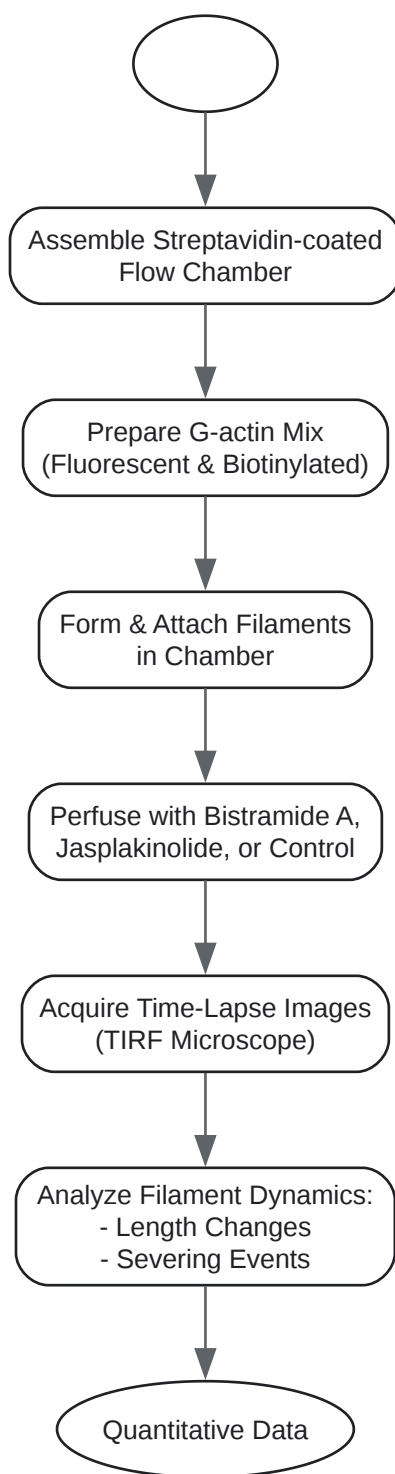 Assemble Streptavidin-coated
Flow Chamber
Prepare G-actin Mix
(Fluorescent & Biotinylated)
Form & Attach Filaments
in Chamber
Perfuse with Bistramide A,
Jasplakinolide, or Control
Acquire Time-Lapse Images
(TIRF Microscope)
Analyze Filament Dynamics:
- Length Changes
- Severing Events
Quantitative Data